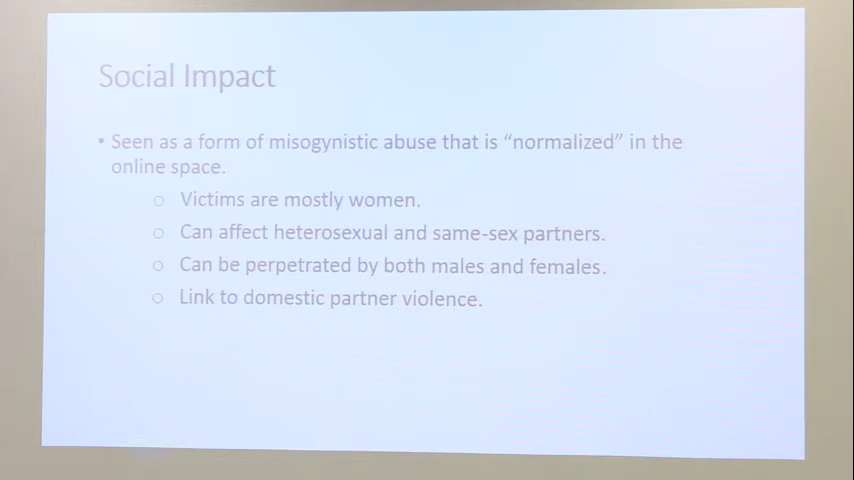 Social Impact
• Seen as a form of misogynistic abuse that is “normalized” in the
online space.
○ Victims are mostly women.
○ Can affect heterosexual and same-sex partners.
○ Can be perpetrated by both males and females.
○ Link to domestic partner violence.